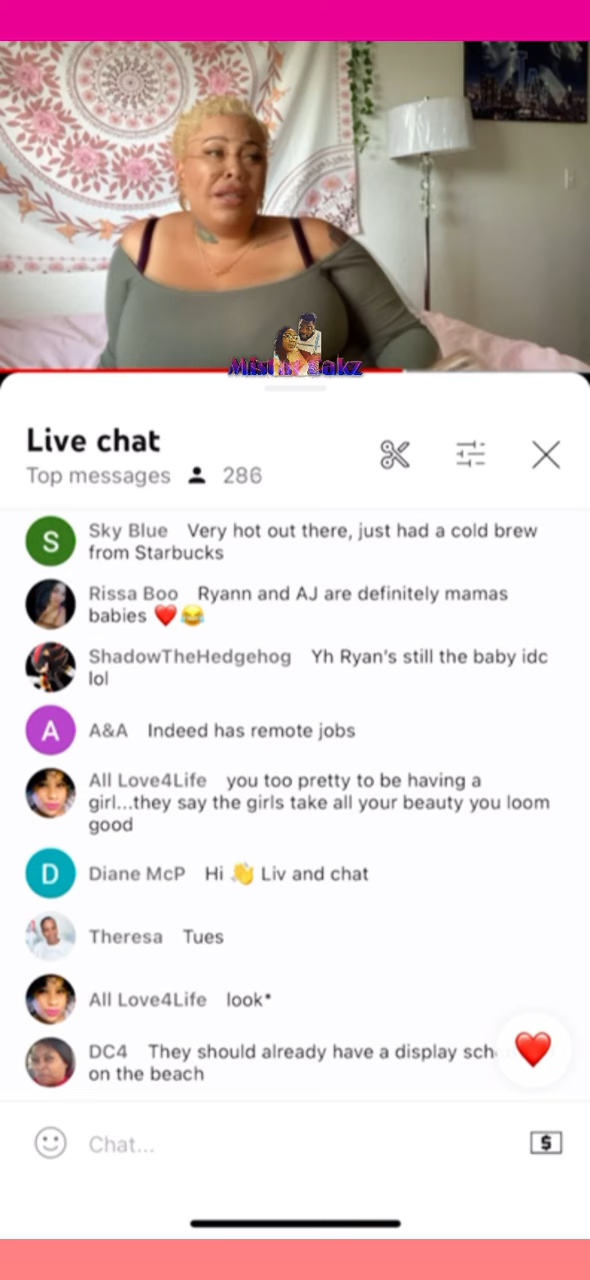 Live chat
Top messages 286
Sky Blue Very hot out there, just had a cold brew
from Starbucks
Rissa Boo Ryann and AJ are definitely mamas
babies ❤️😂
ShadowTheHedgehog Yh Ryan's still the baby idc
lol
A
A&A Indeed has remote jobs
All Love4Life you too pretty to be having a
girl...they say the girls take all your beauty you loom
good
D
Diane McP Hi 👋 Liv and chat
Theresa Tues
All Love4Life look*
DC4 They should already have a display
on the beach
Chat...
$